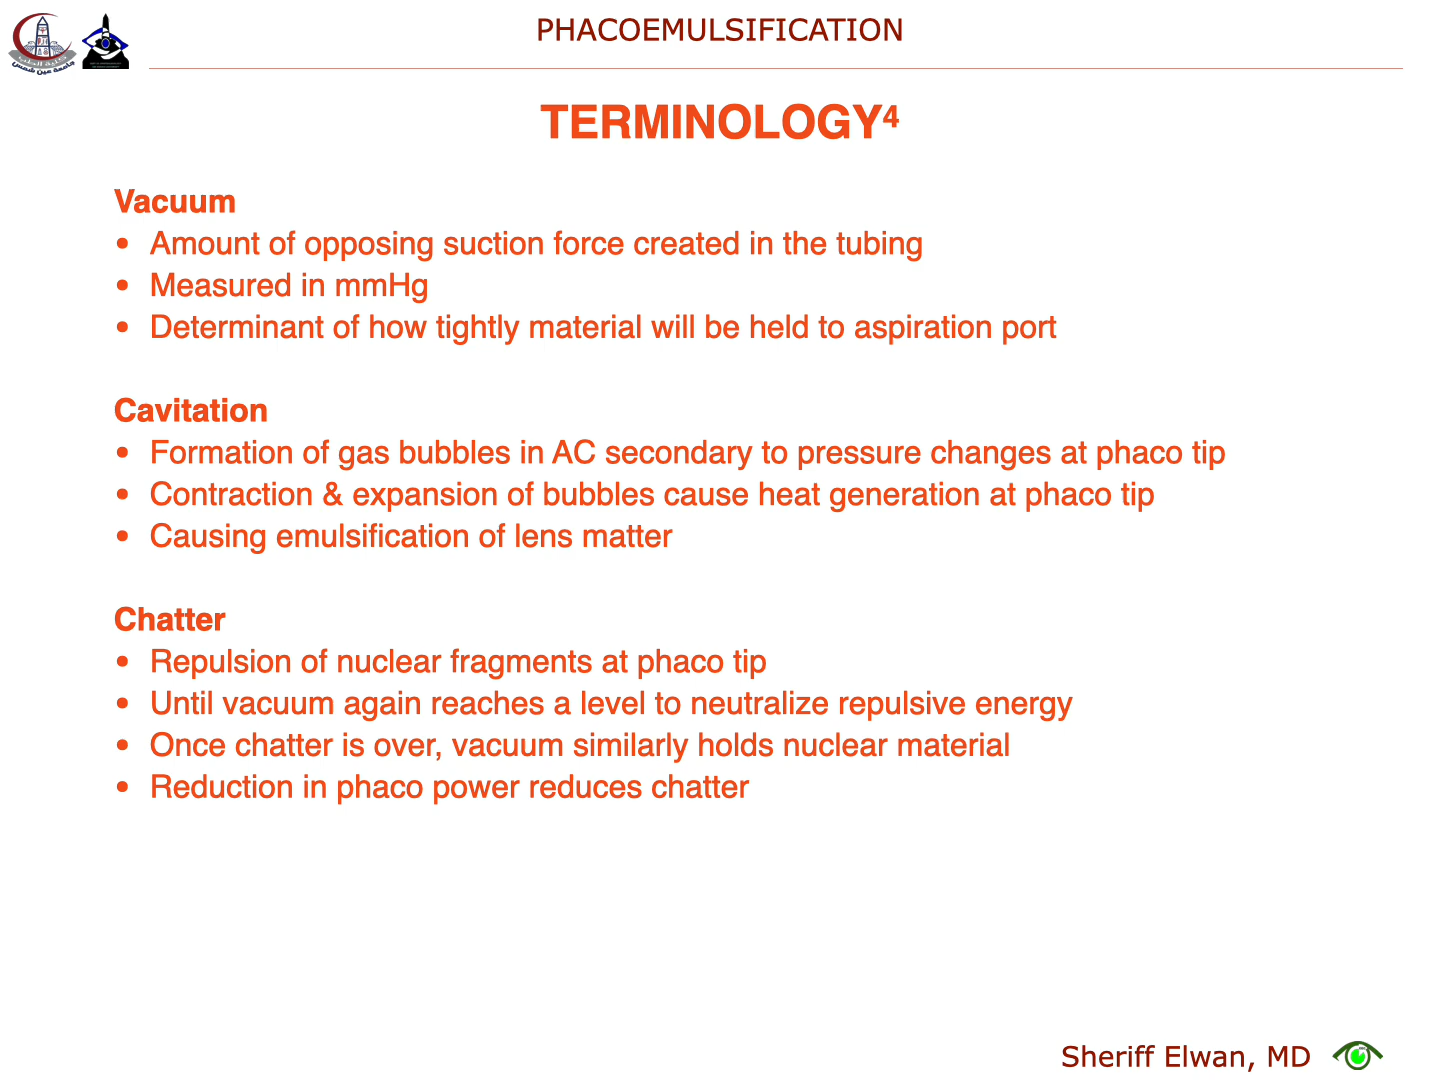 PHACOEMULSIFICATION
جامعة عين شمس
TERMINOLOGY⁴
Vacuum
• Amount of opposing suction force created in the tubing
• Measured in mmHg
• Determinant of how tightly material will be held to aspiration port
Cavitation
• Formation of gas bubbles in AC secondary to pressure changes at phaco tip
• Contraction & expansion of bubbles cause heat generation at phaco tip
• Causing emulsification of lens matter
Chatter
• Repulsion of nuclear fragments at phaco tip
• Until vacuum again reaches a level to neutralize repulsive energy
• Once chatter is over, vacuum similarly holds nuclear material
• Reduction in phaco power reduces chatter
Sheriff Elwan, MD